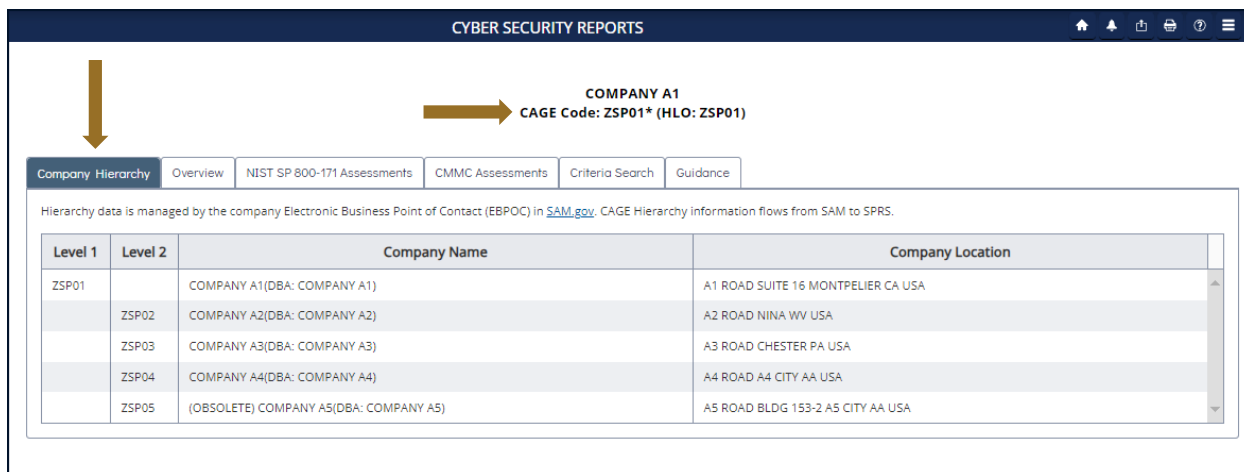 CYBER SECURITY REPORTS
COMPANY A1
CAGE Code: ZSP01* (HLO: ZSP01)
Company Hierarchy Overview NIST SP 800-171 Assessments CMMC Assessments Criteria Search Guidance
Hierarchy data is managed by the company Electronic Business Point of Contact (EBPOC) in SAM.gov. CAGE Hierarchy information flows from SAM to SPRS.
Level 1 Level 2 Company Name Company Location
ZSP01 COMPANY A1(DBA: COMPANY A1) A1 ROAD SUITE 16 MONTPELIER CA USA
ZSP02 COMPANY A2(DBA: COMPANY A2) A2 ROAD NINA WV USA
ZSP03 COMPANY A3(DBA: COMPANY A3) A3 ROAD CHESTER PA USA
ZSP04 COMPANY A4(DBA: COMPANY A4) A4 ROAD A4 CITY AA USA
ZSP05 (OBSOLETE) COMPANY A5(DBA: COMPANY A5) A5 ROAD BLDG 153-2 A5 CITY AA USA